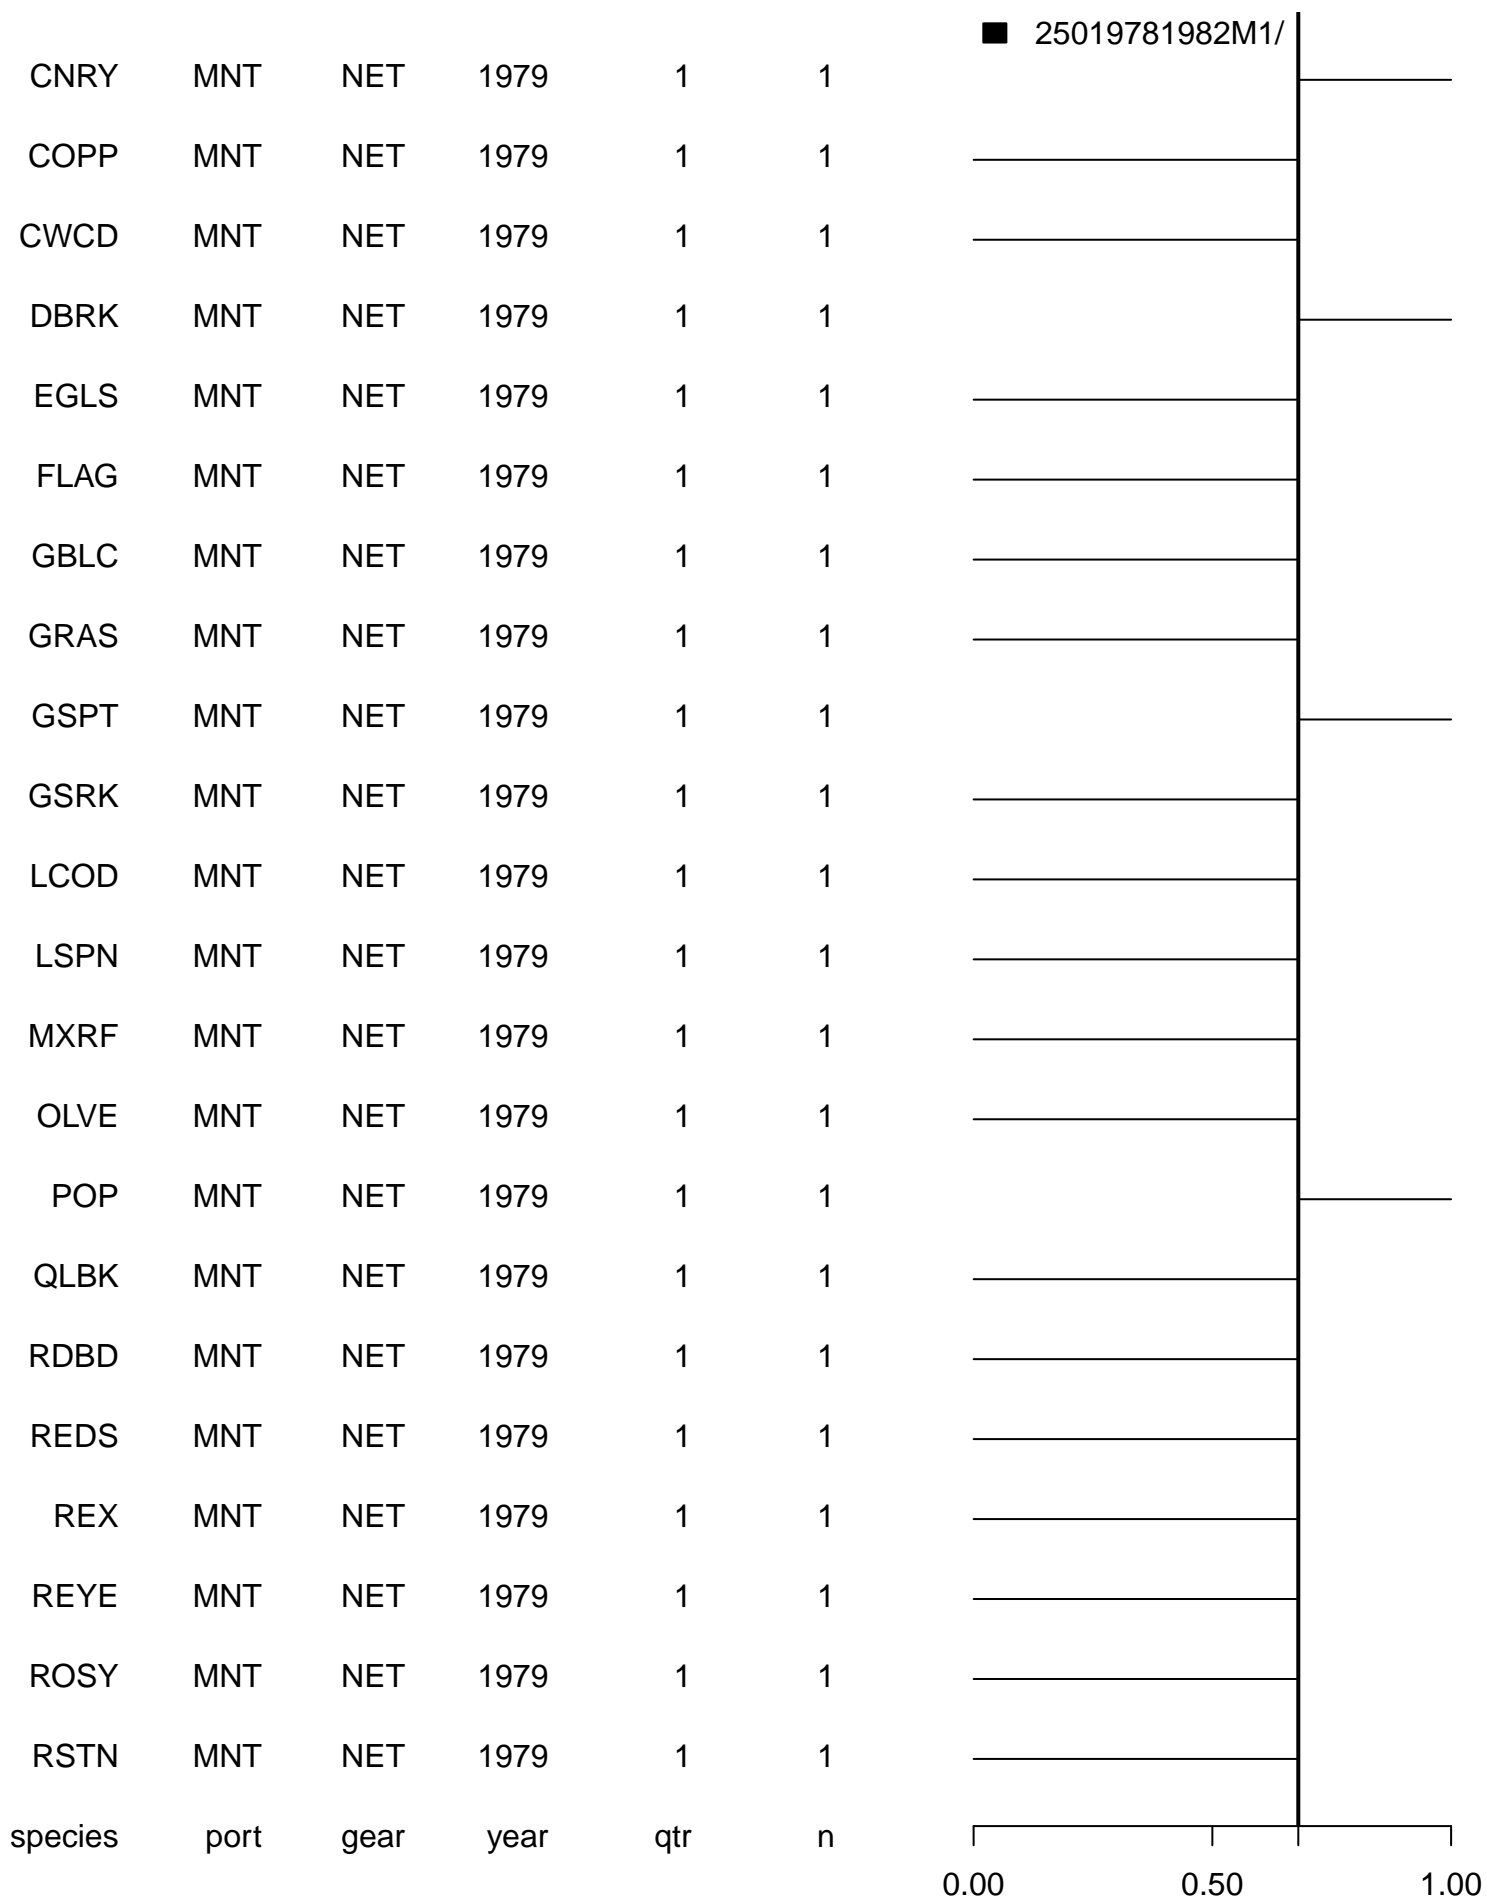 25019781982M1/
CNRY MNT NET 1979 1 1
COPP MNT NET 1979 1 1
CWCD MNT NET 1979 1 1
DBRK MNT NET 1979 1 1
EGLS MNT NET 1979 1 1
FLAG MNT NET 1979 1 1
GBLC MNT NET 1979 1 1
GRAS MNT NET 1979 1 1
GSPT MNT NET 1979 1 1
GSRK MNT NET 1979 1 1
LCOD MNT NET 1979 1 1
LSPN MNT NET 1979 1 1
MXRF MNT NET 1979 1 1
OLVE MNT NET 1979 1 1
POP MNT NET 1979 1 1
QLBK MNT NET 1979 1 1
RDBD MNT NET 1979 1 1
REDS MNT NET 1979 1 1
REX MNT NET 1979 1 1
REYE MNT NET 1979 1 1
ROSY MNT NET 1979 1 1
RSTN MNT NET 1979 1 1
species port gear year qtr n
0.00 0.50 1.00